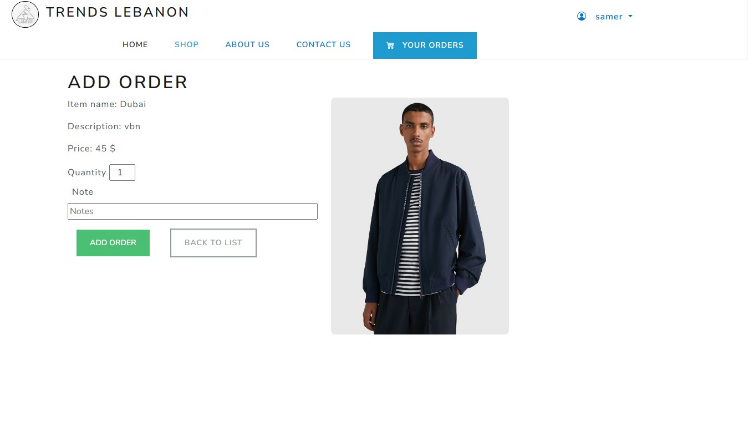 TRENDS LEBANON
samer
HOME SHOP ABOUT US CONTACT US YOUR ORDERS
ADD ORDER
Item name: Dubai
Description: vbn
Price: 45 $
Quantity 1
Note
Notes
ADD ORDER BACK TO LIST